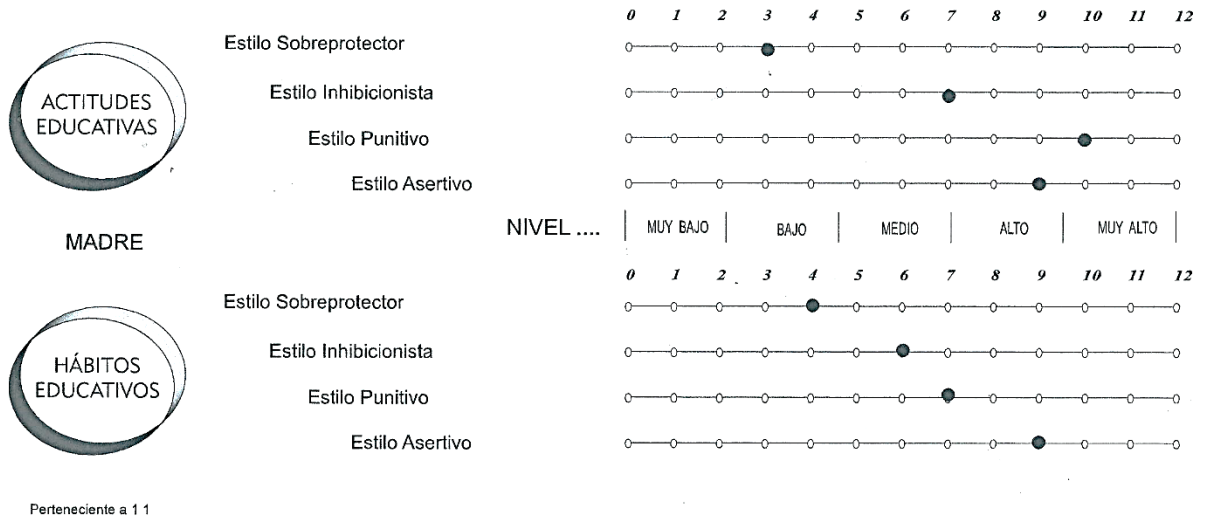 0 1 2 3 4 5 6 7 8 9 10 11 12
Estilo Sobreprotector
ACTITUDES
EDUCATIVAS
Estilo Inhibicionista
Estilo Punitivo
Estilo Asertivo
MADRE
NIVEL .... MUY BAJO BAJO MEDIO ALTO MUY ALTO
0 1 2 3 4 5 6 7 8 9 10 11 12
Estilo Sobreprotector
HÁBITOS
EDUCATIVOS
Estilo Inhibicionista
Estilo Punitivo
Estilo Asertivo
Perteneciente a 1 1